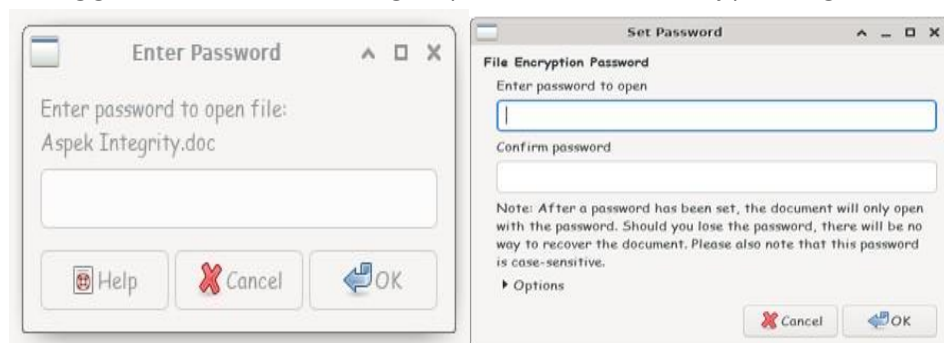 Enter Password
Enter password to open file:
Aspek Integrity.doc
Help
Cancel
OK
Set Password
File Encryption Password
Enter password to open
Confirm password
Note: After a password has been set, the document will only open
with the password. Should you lose the password, there will be no
way to recover the document. Please also note that this password
is case-sensitive.
Options
Cancel
OK